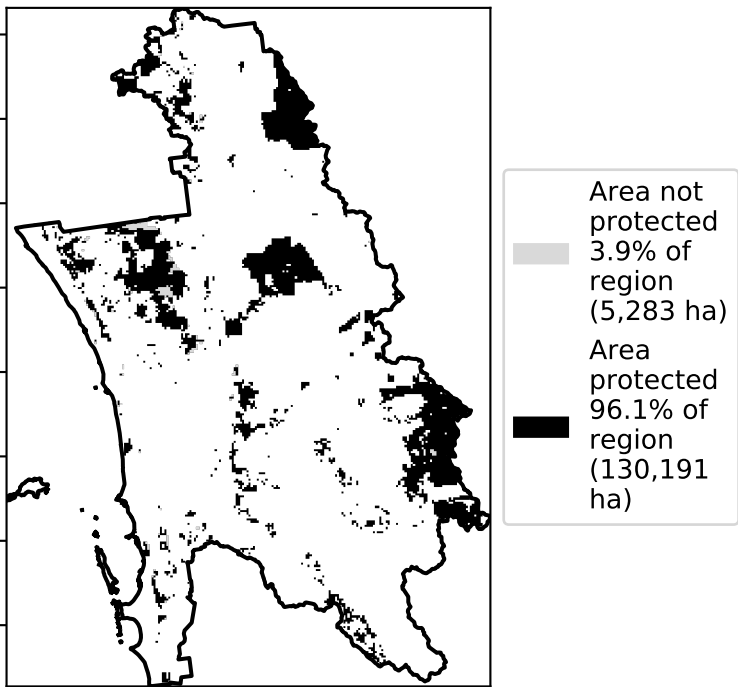 Area not
protected
3.9% of
region
(5,283 ha)
Area
protected
96.1% of
region
(130,191
ha)